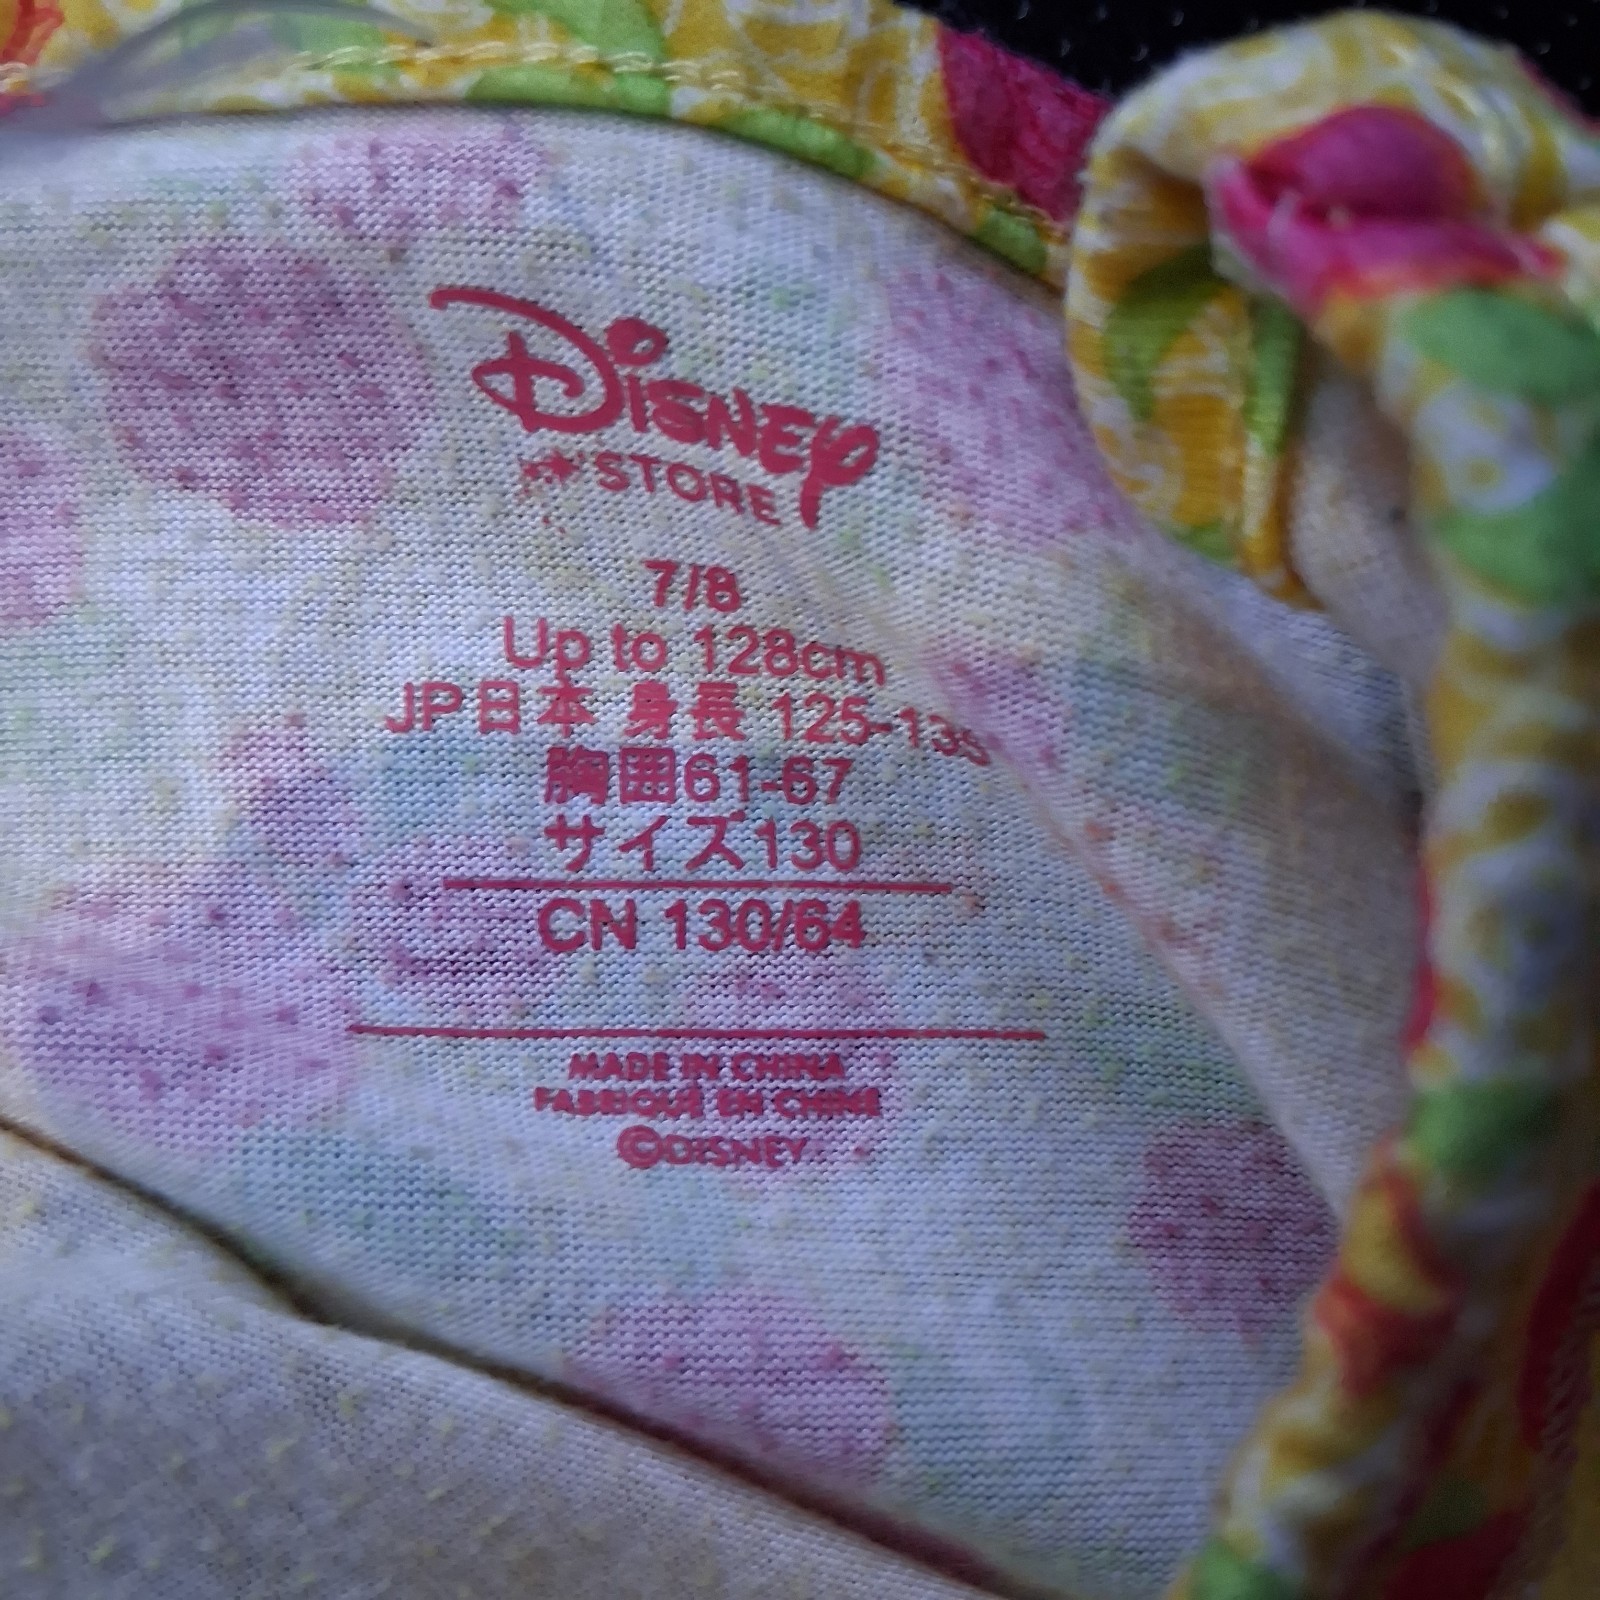 Disney
STORE
7/8
Up to 128cm
JP日本 身長 125-135
胸囲61-67
サイズ130
CN 130/64
MADE IN CHINA
FABRIQUÉ EN CHINE
©DISNEY